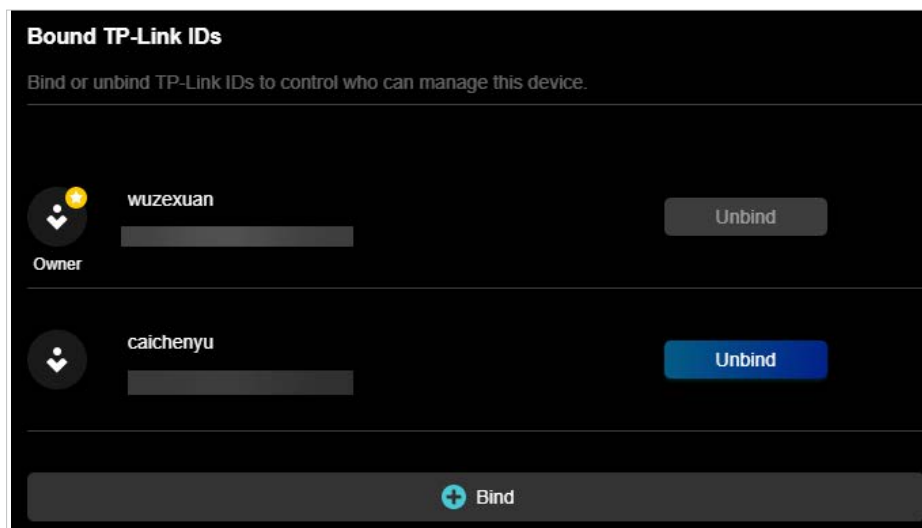 Bound TP-Link IDs
Bind or unbind TP-Link IDs to control who can manage this device.
wuzexuan
Unbind
Owner
caichenyu
Unbind
Bind